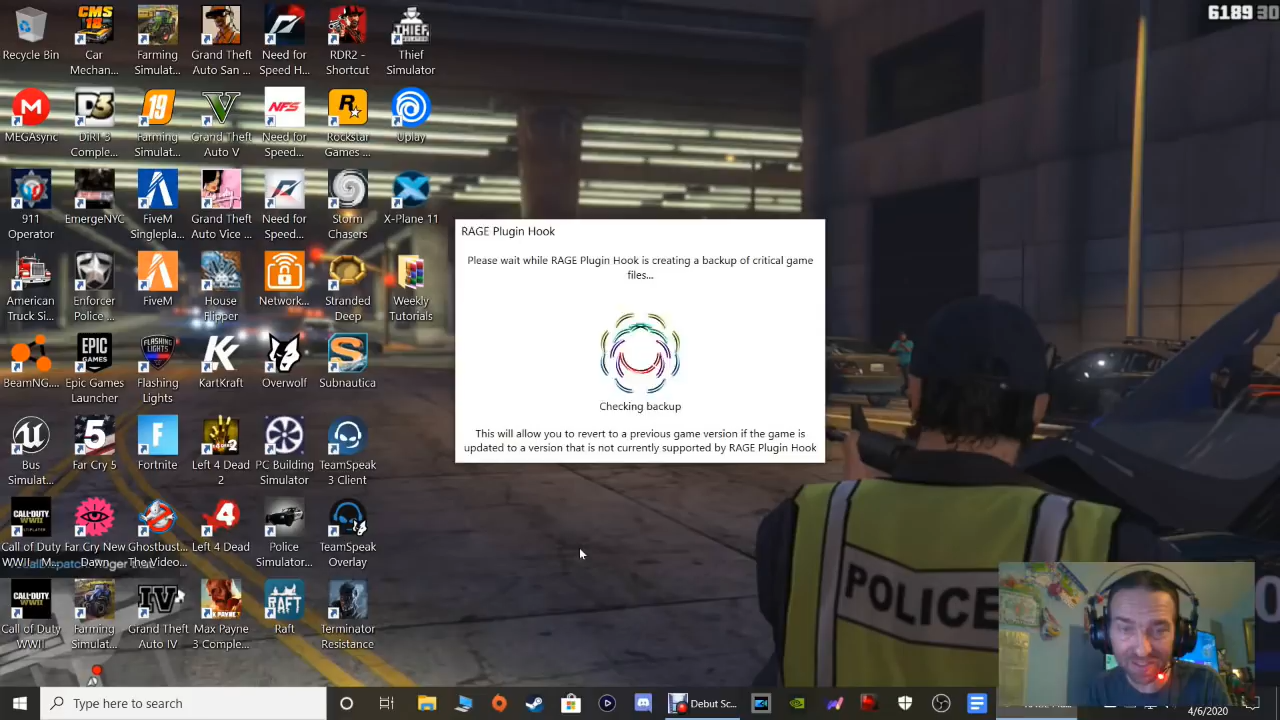 6189 30
Recycle Bin
Car
Mechan...
Farming
Simulat...
Grand Theft
Auto San ...
Need for
Speed H...
RDR2 -
Shortcut
Thief
Simulator
MEGAsync
DiRT 3
Comple...
Farming
Simulat...
Grand Theft
Auto V
Need for
Speed...
Rockstar
Games ...
Uplay
911
Operator
EmergeNYC
FiveM
Singlepla...
Grand Theft
Auto Vice ...
Need for
Speed...
Storm
Chasers
X-Plane 11
American
Truck Si...
Enforcer
Police ...
FiveM
House
Flipper
Network...
Stranded
Deep
Weekly
Tutorials
BeamNG....
Epic Games
Launcher
Flashing
Lights
KartKraft
Overwolf
Subnautica
Bus
Simulat...
Far Cry 5
Fortnite
Left 4 Dead
2
PC Building
Simulator
TeamSpeak
3 Client
Call of Duty
WWII - M...
Far Cry New
Dawn
Ghostbust...
The Video...
Left 4 Dead
Police
Simulator...
TeamSpeak
Overlay
Call of Duty
WWII
Farming
Simulat...
Grand Theft
Auto IV
Max Payne
3 Comple...
Raft
Terminator
Resistance
RAGE Plugin Hook
Please wait while RAGE Plugin Hook is creating a backup of critical game
files...
Checking backup
This will allow you to revert to a previous game version if the game is
updated to a version that is not currently supported by RAGE Plugin Hook
POLICE
Type here to search
Debut Sc...
4/6/2020